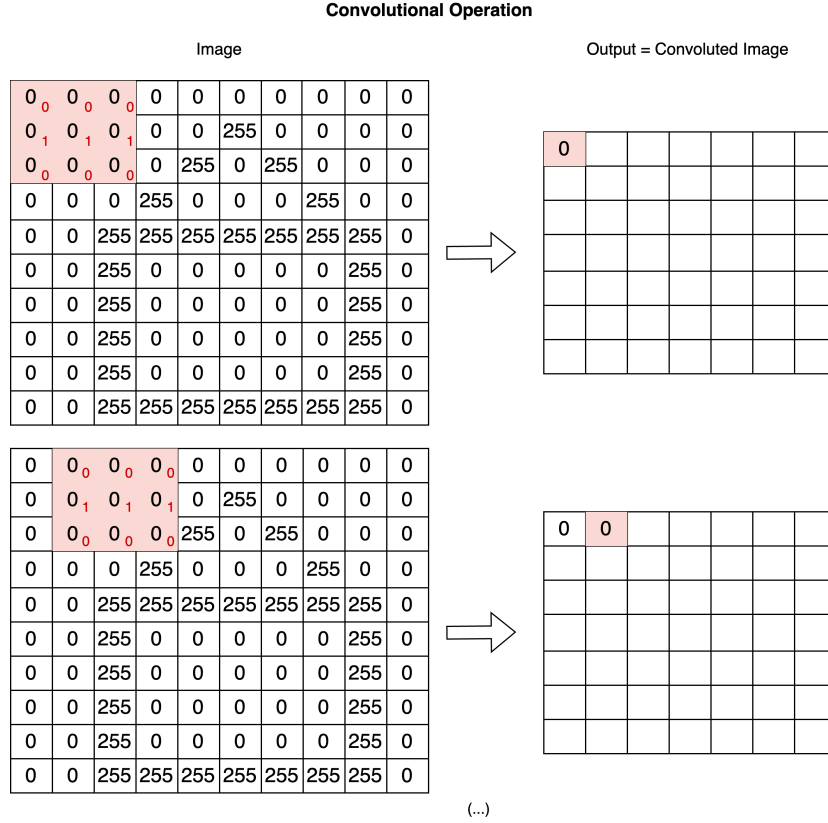 Convolutional Operation
Image
Output = Convoluted Image
0 0 0 0 0 0 0 0 0 0 0 0 0
0 1 0 1 0 1 0 0 255 0 0 0 0
0 0 0 0 0 0 0 255 0 255 0 0 0
0 0 0 255 0 0 0 255 0 0
0 0 255 255 255 255 255 255 255 0
0 0 255 0 0 0 0 0 255 0
0 0 255 0 0 0 0 0 255 0
0 0 255 0 0 0 0 0 255 0
0 0 255 0 0 0 0 0 255 0
0 0 255 255 255 255 255 255 255 0
0
0 0 0 0 0 0 0 0 0 0 0 0 0
0 0 1 0 1 0 1 0 255 0 0 0 0
0 0 0 0 0 0 0 255 0 255 0 0 0
0 0 0 255 0 0 0 255 0 0
0 0 255 255 255 255 255 255 255 0
0 0 255 0 0 0 0 0 255 0
0 0 255 0 0 0 0 0 255 0
0 0 255 0 0 0 0 0 255 0
0 0 255 0 0 0 0 0 255 0
0 0 255 255 255 255 255 255 255 0
0 0
(...)